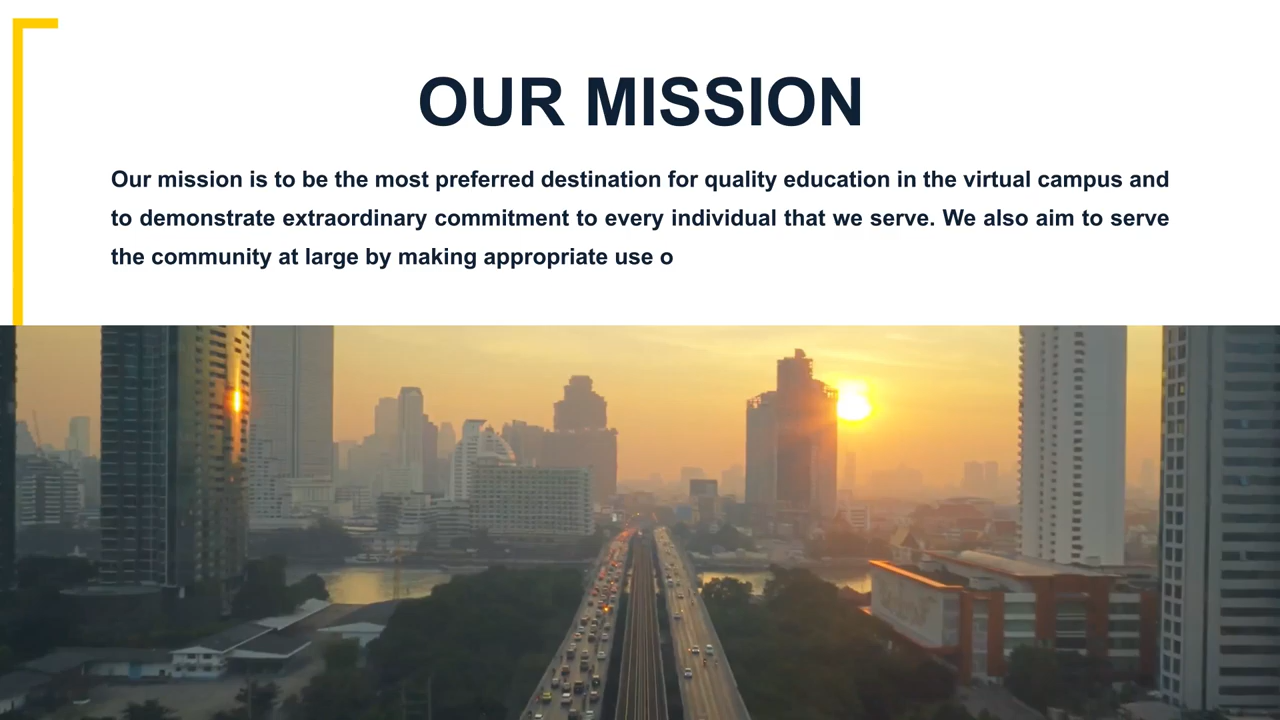 OUR MISSION
Our mission is to be the most preferred destination for quality education in the virtual campus and
to demonstrate extraordinary commitment to every individual that we serve. We also aim to serve
the community at large by making appropriate use o